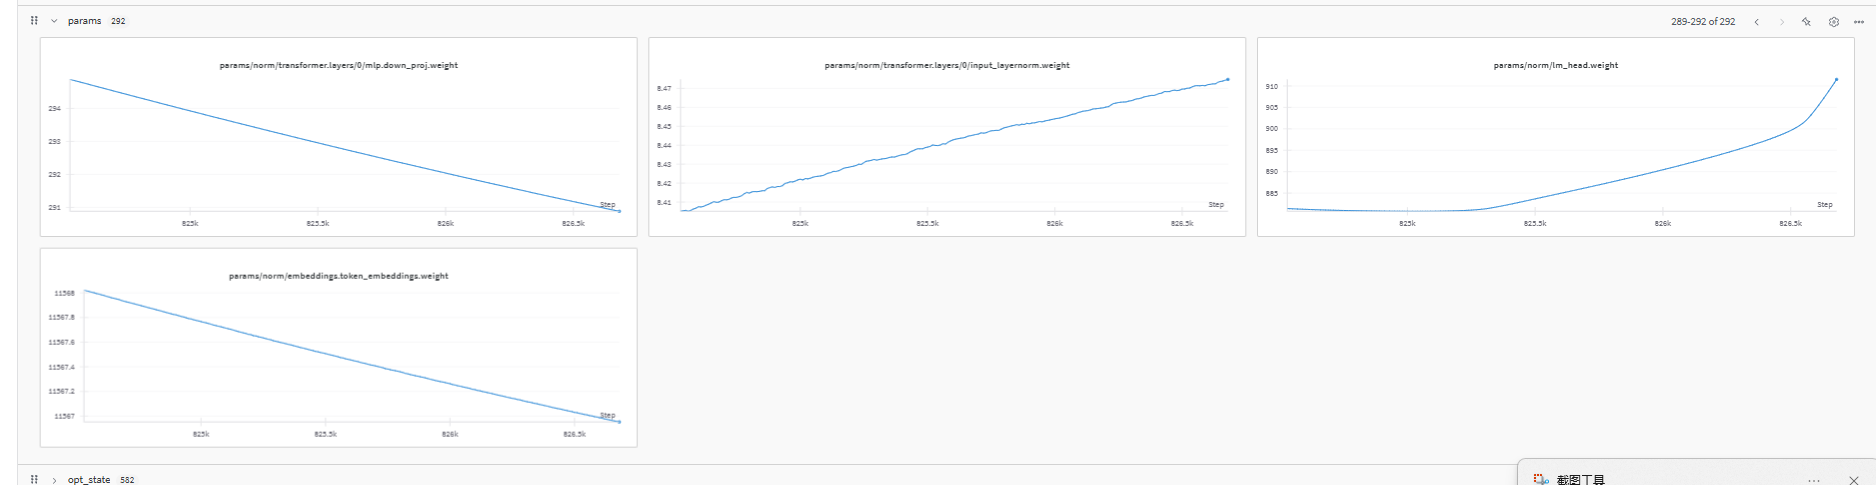 params 292
289-292 of 292
params/norm/transformer.layers/0/mlp.down_proj.weight
294
293
292
291
Step
825k
825.5k
826k
826.5k
params/norm/transformer.layers/0/input_layernorm.weight
8.47
8.46
8.45
8.44
8.43
8.42
8.41
Step
825k
825.5k
826k
826.5k
params/norm/lm_head.weight
910
905
900
895
890
885
Step
825k
825.5k
826k
826.5k
params/norm/embeddings.token_embeddings.weight
11568
11567.8
11567.6
11567.4
11567.2
11567
Step
825k
825.5k
826k
826.5k
opt_state 582
截图工具